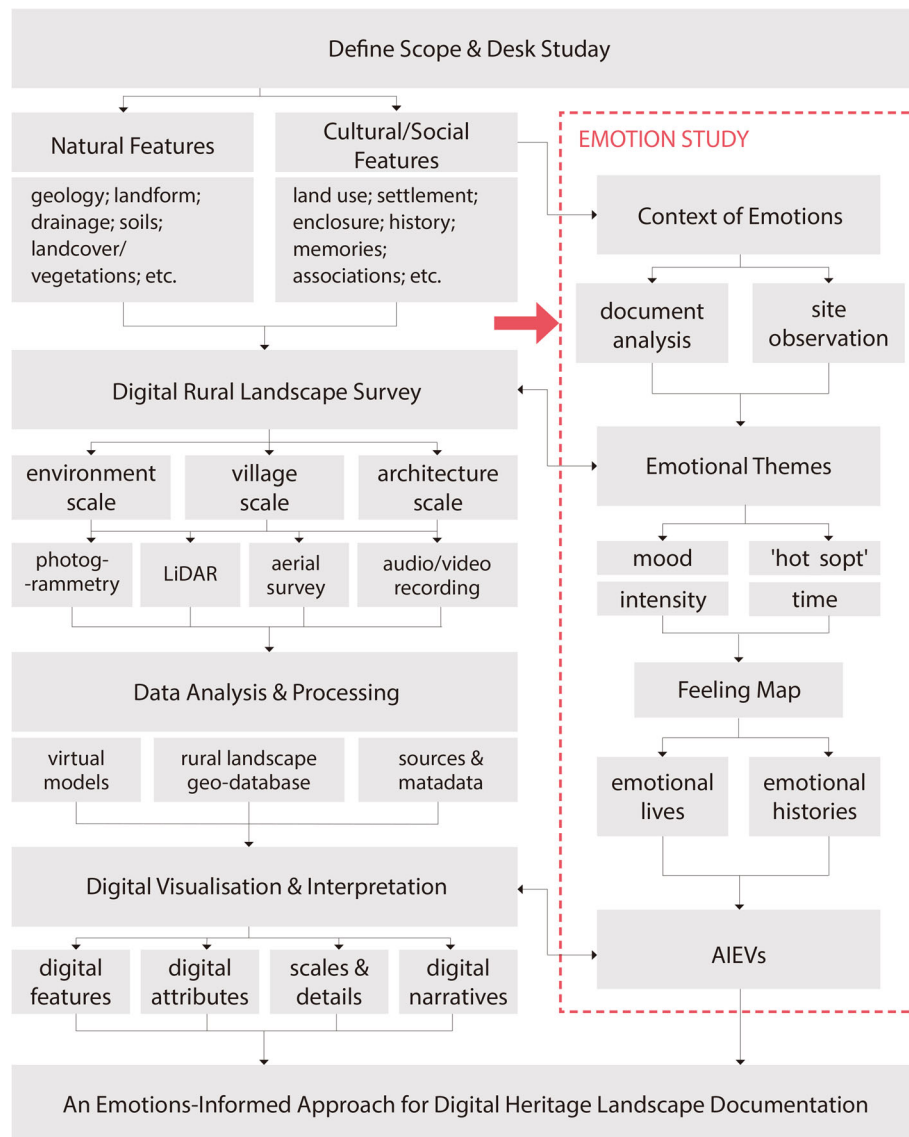 Define Scope & Desk Studay
Natural Features
geology; landform;
drainage; soils;
landcover/
vegetations; etc.
Cultural/Social
Features
land use; settlement;
enclosure; history;
memories;
associations; etc.
Digital Rural Landscape Survey
environment
scale
village
scale
architecture
scale
photog-
-rammetry
LiDAR
aerial
survey
audio/video
recording
Data Analysis & Processing
virtual
models
rural landscape
geo-database
sources &
matadata
Digital Visualisation & Interpretation
digital
features
digital
attributes
scales &
details
digital
narratives
EMOTION STUDY
Context of Emotions
document
analysis
site
observation
Emotional Themes
mood
'hot sopt'
intensity
time
Feeling Map
emotional
lives
emotional
histories
AIEVs
An Emotions-Informed Approach for Digital Heritage Landscape Documentation